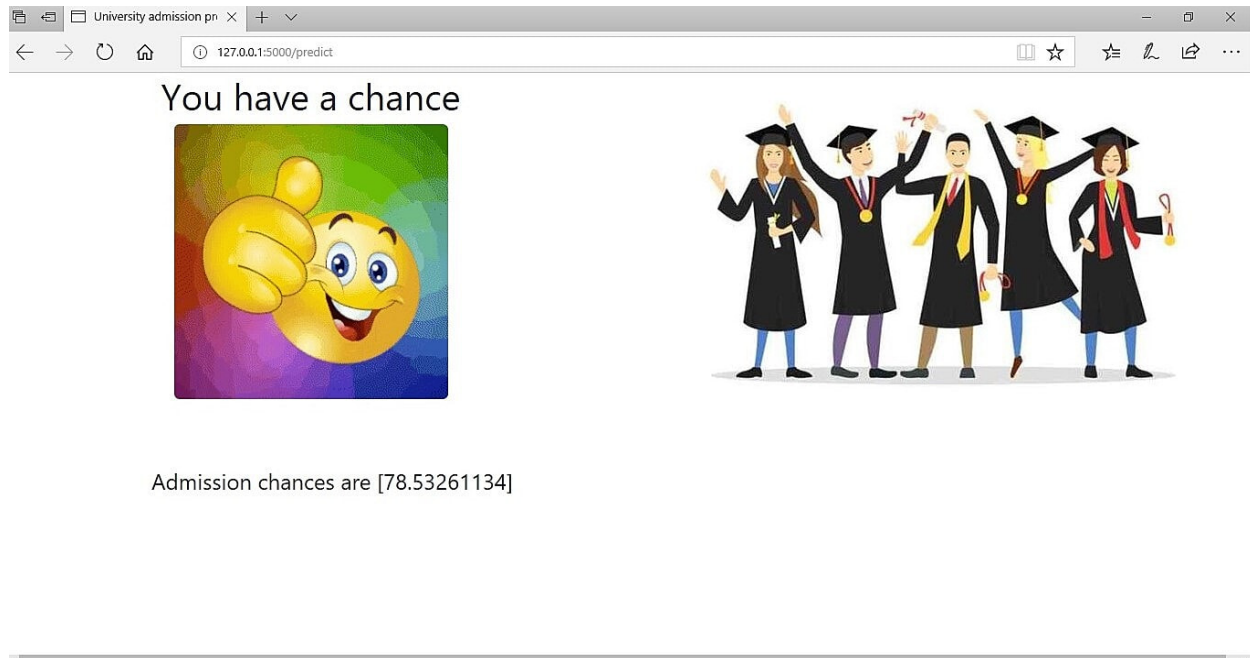 University admission pr
127.0.0.1:5000/predict
You have a chance
Admission chances are [78.53261134]